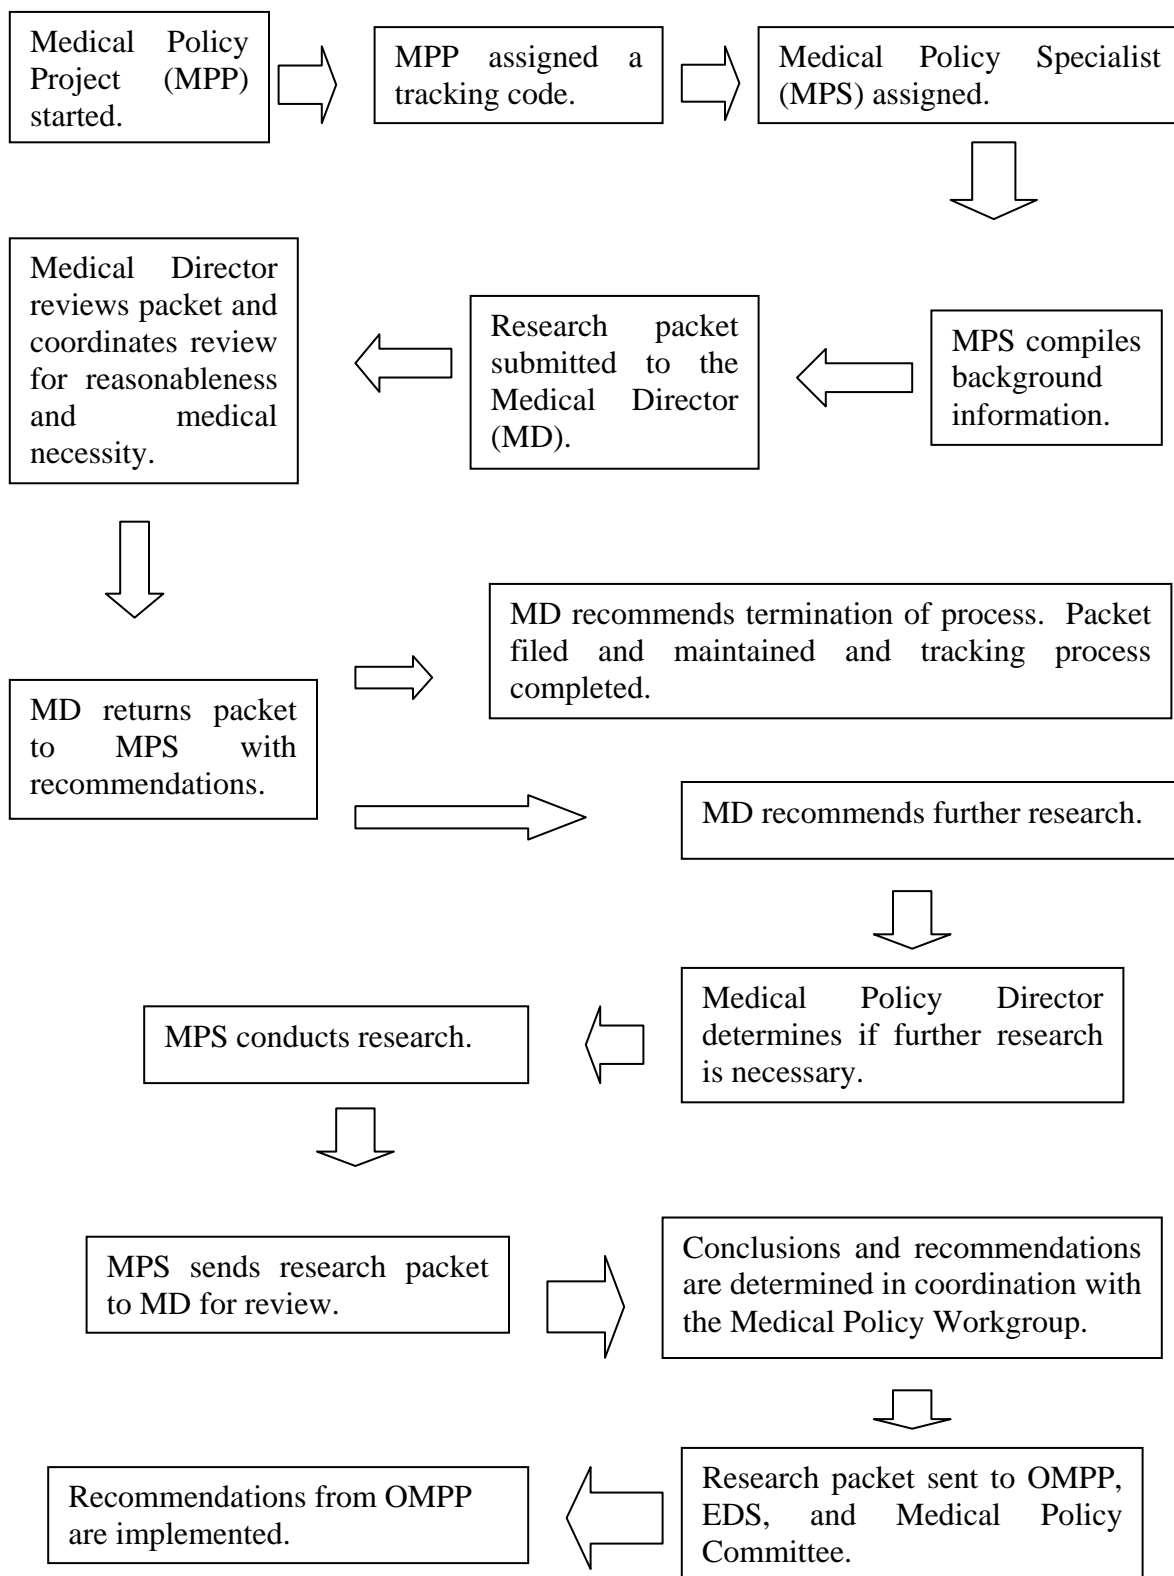 Medical Policy
Project (MPP)
started.
MPP assigned a
tracking code.
Medical Policy Specialist
(MPS) assigned.
MPS compiles
background
information.
Research packet
submitted to the
Medical Director
(MD).
Medical Director
reviews packet and
coordinates review
for reasonableness
and medical
necessity.
MD returns packet
to MPS with
recommendations.
MD recommends termination of process. Packet
filed and maintained and tracking process
completed.
MD recommends further research.
Medical Policy Director
determines if further research
is necessary.
MPS conducts research.
MPS sends research packet
to MD for review.
Conclusions and recommendations
are determined in coordination with
the Medical Policy Workgroup.
Research packet sent to OMPP,
EDS, and Medical Policy
Committee.
Recommendations from OMPP
are implemented.